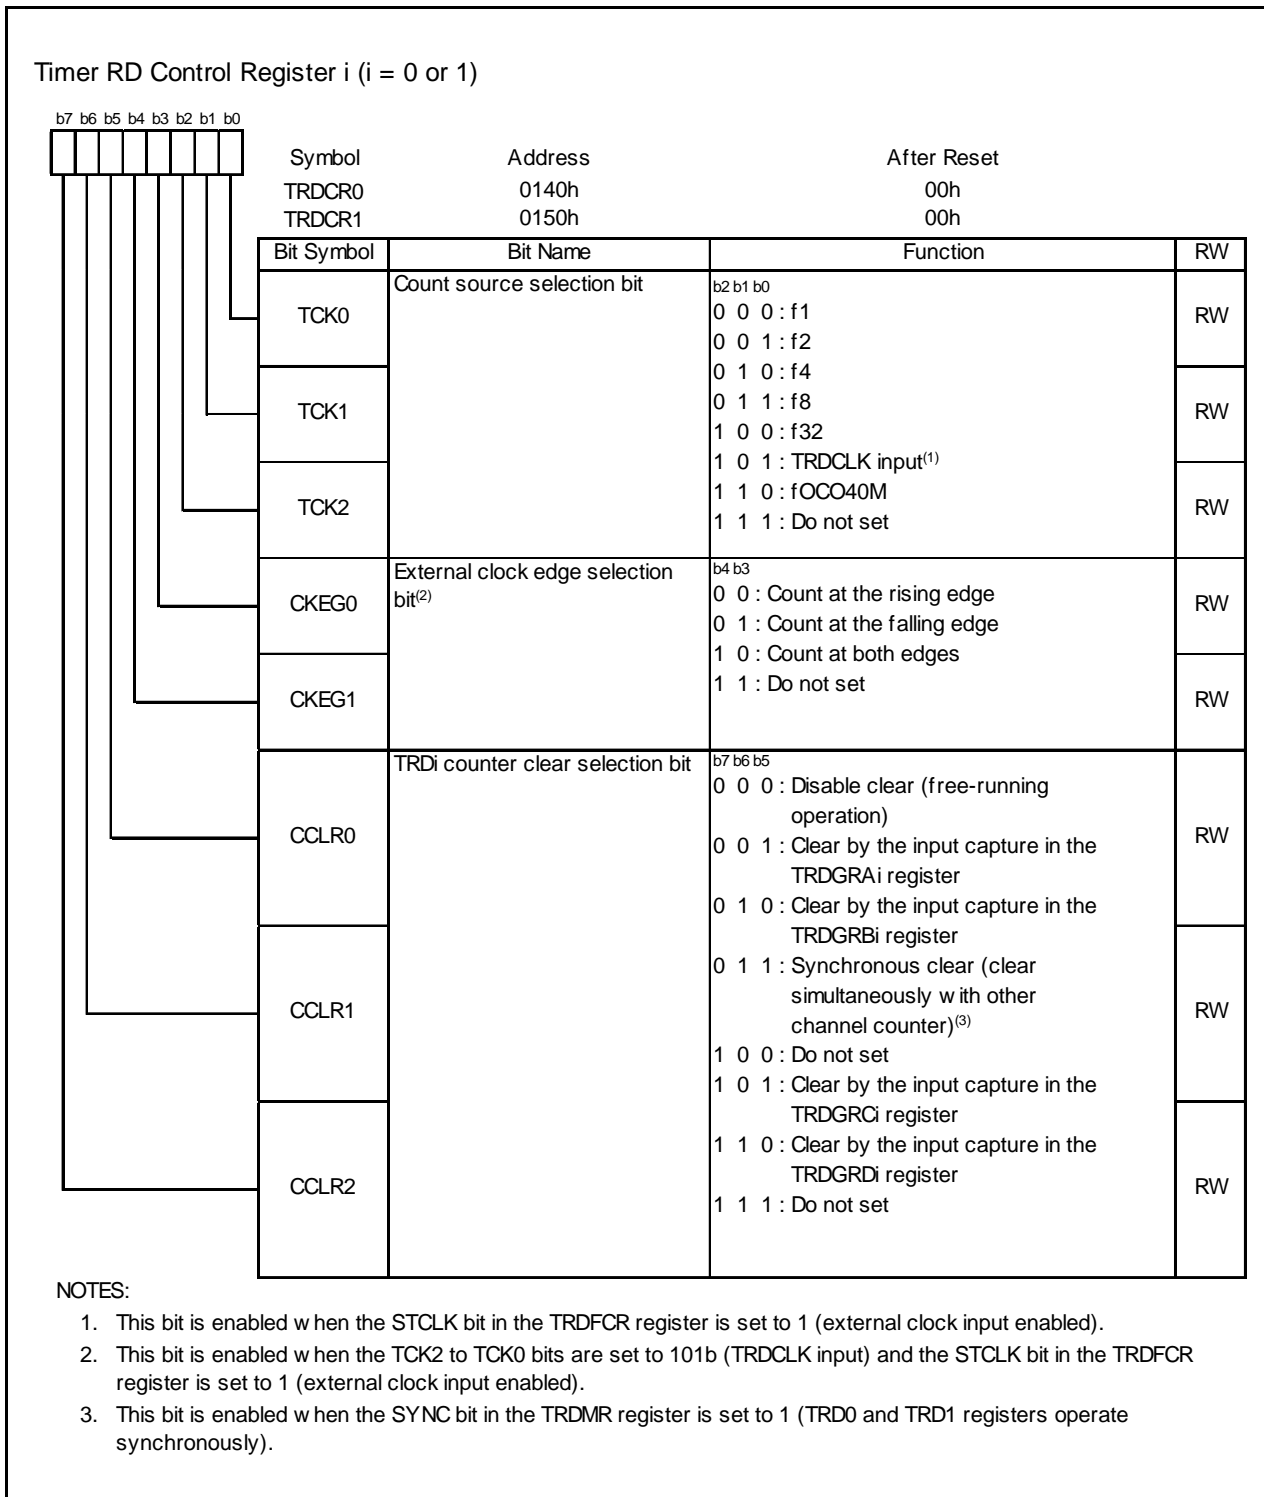 Timer RD Control Register i (i = 0 or 1)
b7 b6 b5 b4 b3 b2 b1 b0
Symbol Address After Reset
TRDCR0 0140h 00h
TRDCR1 0150h 00h
Bit Symbol Bit Name Function RW
TCK0 Count source selection bit b2 b1 b0
0 0 0 : f1 RW
0 0 1 : f2
0 1 0 : f4
TCK1 0 1 1 : f8 RW
1 0 0 : f32
1 0 1 : TRDCLK input(1)
TCK2 1 1 0 : fOCO40M RW
1 1 1 : Do not set
CKEG0 External clock edge selection b4 b3
bit(2) 0 0 : Count at the rising edge RW
0 1 : Count at the falling edge
1 0 : Count at both edges
CKEG1 1 1 : Do not set RW
TRDi counter clear selection bit b7 b6 b5
0 0 0 : Disable clear (free-running
operation)
CCLR0 0 0 1 : Clear by the input capture in the RW
TRDGRAi register
0 1 0 : Clear by the input capture in the
TRDGRBi register
0 1 1 : Synchronous clear (clear
CCLR1 simultaneously with other RW
channel counter)(3)
1 0 0 : Do not set
1 0 1 : Clear by the input capture in the
TRDGRCi register
1 1 0 : Clear by the input capture in the
CCLR2 TRDGRDi register RW
1 1 1 : Do not set
NOTES:
1. This bit is enabled when the STCLK bit in the TRDFCR register is set to 1 (external clock input enabled).
2. This bit is enabled when the TCK2 to TCK0 bits are set to 101b (TRDCLK input) and the STCLK bit in the TRDFCR
register is set to 1 (external clock input enabled).
3. This bit is enabled when the SYNC bit in the TRDMR register is set to 1 (TRD0 and TRD1 registers operate
synchronously).